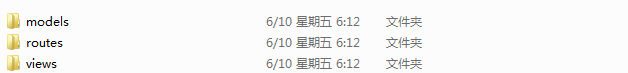 models 6/10 星期五 6:12 文件夹
routes 6/10 星期五 6:12 文件夹
views 6/10 星期五 6:12 文件夹